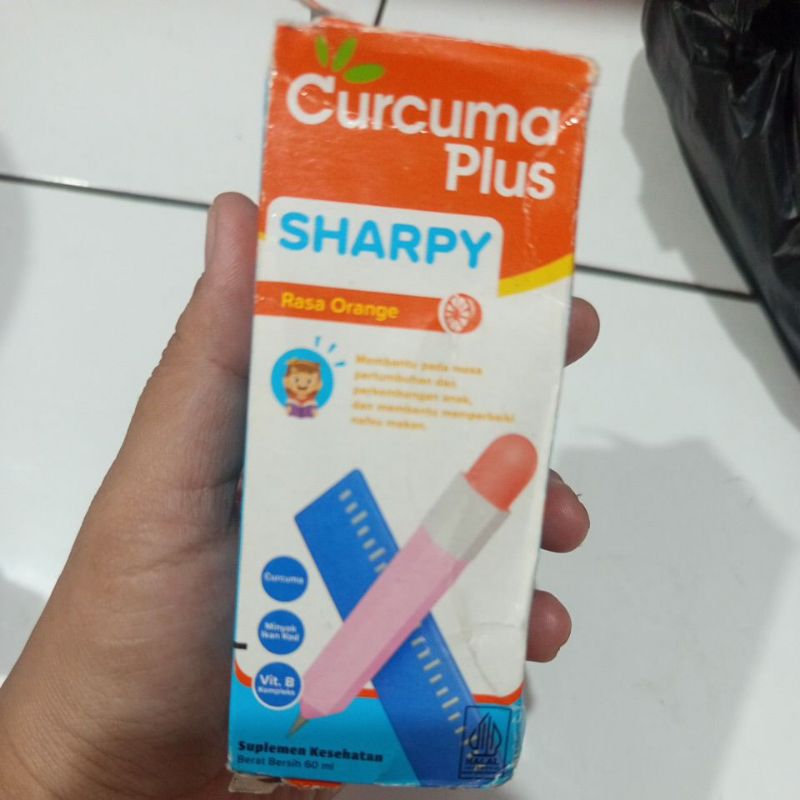 Curcuma
Plus
SHARPY
Rasa Orange
Membantu pada masa
pertumbuhan dan
perkembangan anak,
dan membantu memperbaiki
nafsu makan.
Curcuma
Minyak
Ikan Kod
Vit. B
Kompleks
Suplemen Kesehatan
Berat Bersih 60 ml
HALAL